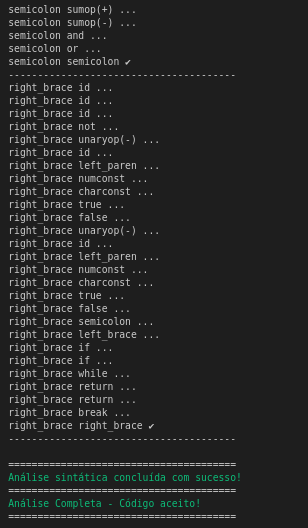 semicolon sumop(+) ...
semicolon sumop(-) ...
semicolon and ...
semicolon or ...
semicolon semicolon ✔
---------------------------------------
right_brace id ...
right_brace id ...
right_brace id ...
right_brace not ...
right_brace unaryop(-) ...
right_brace id ...
right_brace left_paren ...
right_brace numconst ...
right_brace charconst ...
right_brace true ...
right_brace false ...
right_brace unaryop(-) ...
right_brace id ...
right_brace left_paren ...
right_brace numconst ...
right_brace charconst ...
right_brace true ...
right_brace false ...
right_brace semicolon ...
right_brace left_brace ...
right_brace if ...
right_brace if ...
right_brace while ...
right_brace return ...
right_brace return ...
right_brace break ...
right_brace right_brace ✔
---------------------------------------
=======================================
Análise sintática concluída com sucesso!
=======================================
Análise Completa - Código aceito!
=======================================